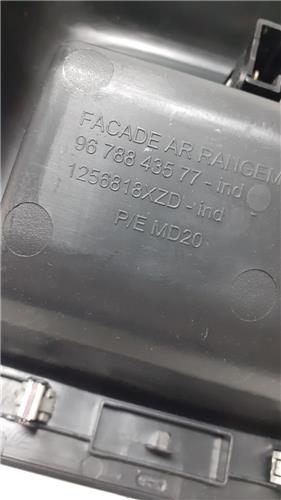 FACADE AR RANGEM
96 788 435 77 - ind
1256818XZD - ind
P/E MD20